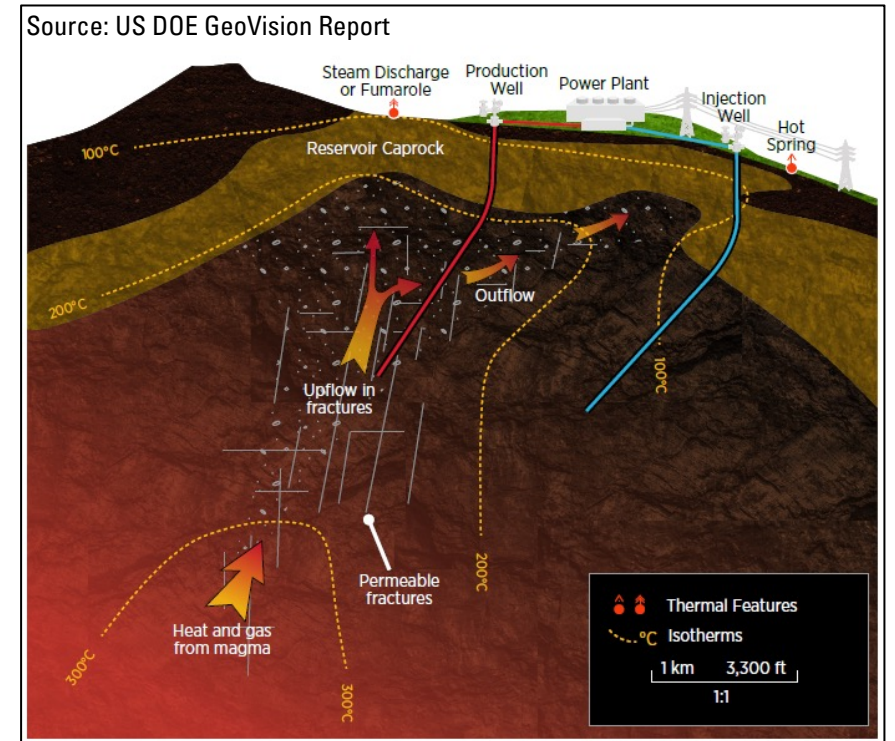 Source: US DOE GeoVision Report
Steam Discharge
or Fumarole
Production
Well
Power Plant
Injection
Well
Hot
Spring
100°C
Reservoir Caprock
200°C
Outflow
100°C
Upflow in
fractures
200°C
Permeable
fractures
Heat and gas
from magma
300°C
300°C
Thermal Features
°C Isotherms
1 km 3,300 ft
1:1